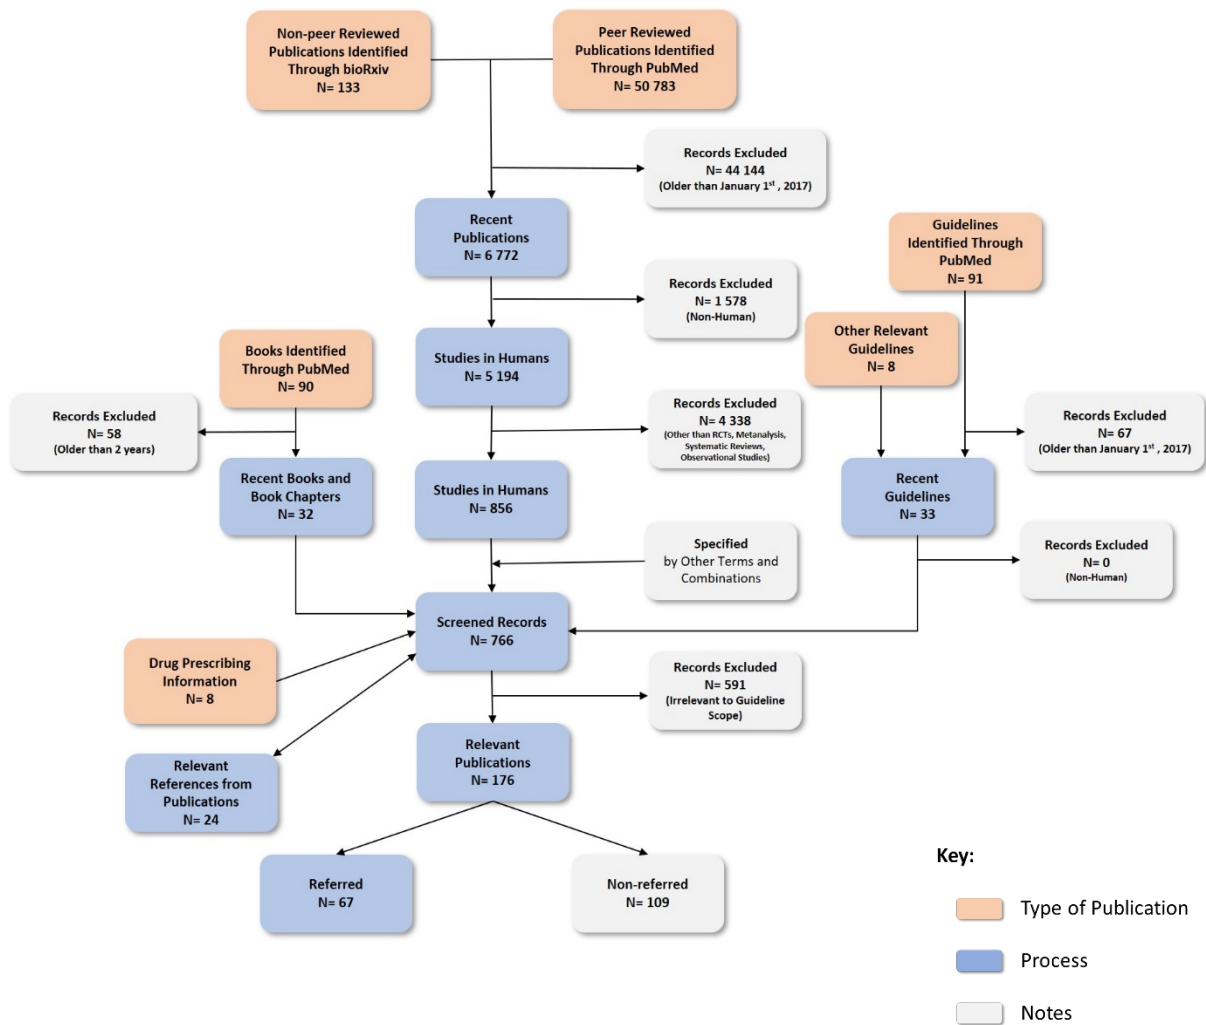 Non-peer Reviewed
Publications Identified
Through bioRxiv
N= 133
Peer Reviewed
Publications Identified
Through PubMed
N= 50 783
Records Excluded
N= 44 144
(Older than January 1st , 2017)
Recent
Publications
N= 6 772
Guidelines
Identified Through
PubMed
N= 91
Records Excluded
N= 1 578
(Non-Human)
Other Relevant
Guidelines
N= 8
Books Identified
Through PubMed
N= 90
Studies in Humans
N= 5 194
Records Excluded
N= 58
(Older than 2 years)
Records Excluded
N= 4 338
(Other than RCTs, Metanalysis,
Systematic Reviews,
Observational Studies)
Records Excluded
N= 67
(Older than January 1st , 2017)
Recent Books and
Book Chapters
N= 32
Studies in Humans
N= 856
Recent
Guidelines
N= 33
Specified
by Other Terms and
Combinations
Records Excluded
N= 0
(Non-Human)
Screened Records
N= 766
Drug Prescribing
Information
N= 8
Records Excluded
N= 591
(Irrelevant to Guideline
Scope)
Relevant
References from
Publications
N= 24
Relevant
Publications
N= 176
Referred
N= 67
Non-referred
N= 109
Key:
Type of Publication
Process
Notes